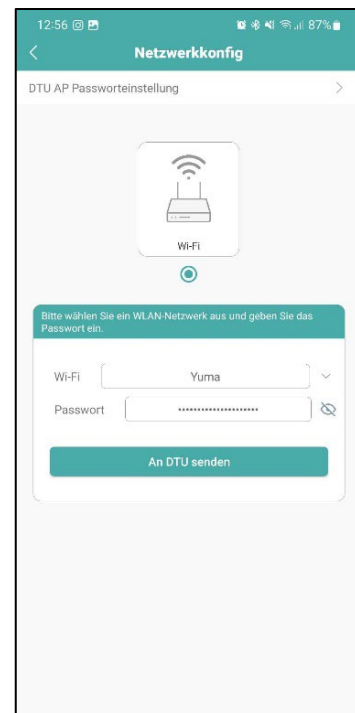 12:56 87%
Netzwerkkonfig
DTU AP Passworteinstellung
Wi-Fi
Bitte wählen Sie ein WLAN-Netzwerk aus und geben Sie das
Passwort ein.
Wi-Fi Yuma
Passwort ····················
An DTU senden